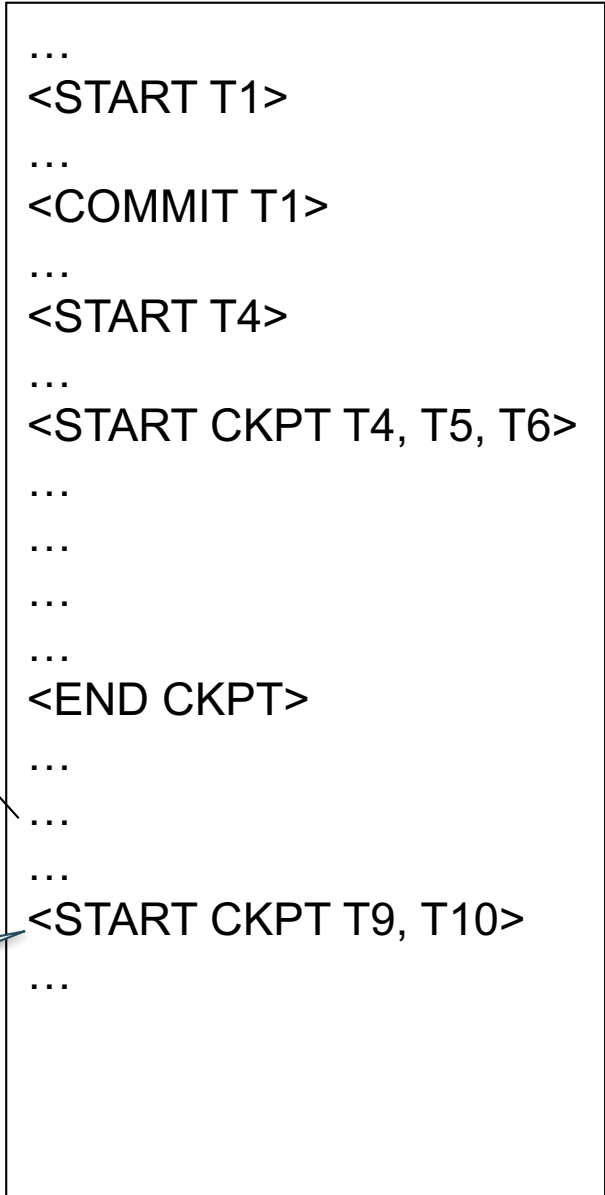 …
<START T1>
…
<COMMIT T1>
…
<START T4>
…
<START CKPT T4, T5, T6>
…
…
…
…
<END CKPT>
…
…
…
<START CKPT T9, T10>
…